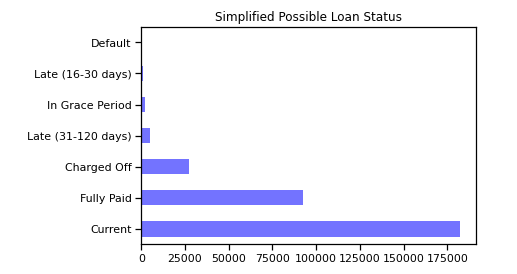 Simplified Possible Loan Status
Default
Late (16-30 days)
In Grace Period
Late (31-120 days)
Charged Off
Fully Paid
Current
0 25000 50000 75000 100000 125000 150000 175000